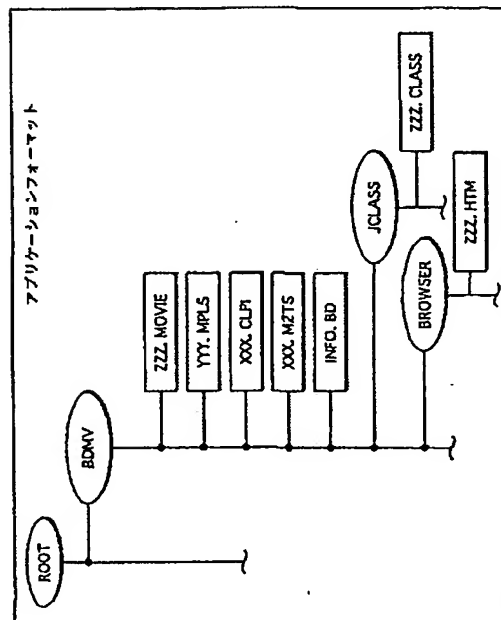 アプリケーションフォーマット
ROOT
BDMV
ZZZ. MOVIE
YYY. MPLS
XXX. CLPI
XXX. M2TS
INFO. BD
JCLASS
ZZZ. CLASS
BROWSER
ZZZ. HTM